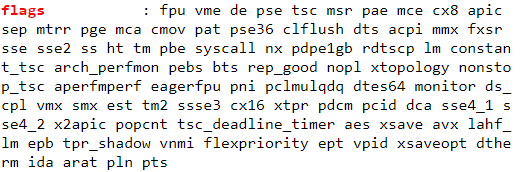 flags : fpu vme de pse tsc msr pae mce cx8 apic
sep mtrr pge mca cmov pat pse36 clflush dts acpi mmx fxsr
sse sse2 ss ht tm pbe syscall nx pdpe1gb rdtscp lm constan
t_tsc arch_perfmon pebs bts rep_good nopl xtopology nonsto
p_tsc aperfmperf eagerfpu pni pclmulqdq dtes64 monitor ds_
cpl vmx smx est tm2 ssse3 cx16 xtpr pdcm pcid dca sse4_1 s
se4_2 x2apic popcnt tsc_deadline_timer aes xsave avx lahf_
lm epb tpr_shadow vnmi flexpriority ept vpid xsaveopt dthe
rm ida arat pln pts